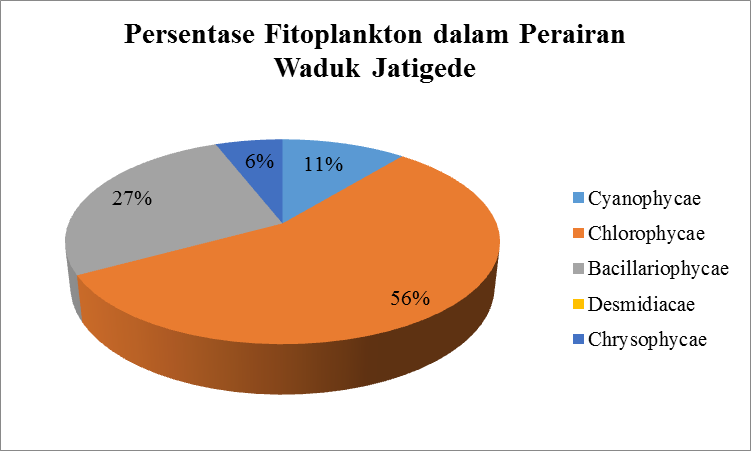 Persentase Fitoplankton dalam Perairan
Waduk Jatigede
6%
11%
27%
56%
Cyanophycae
Chlorophycae
Bacillariophycae
Desmidiacae
Chrysophycae